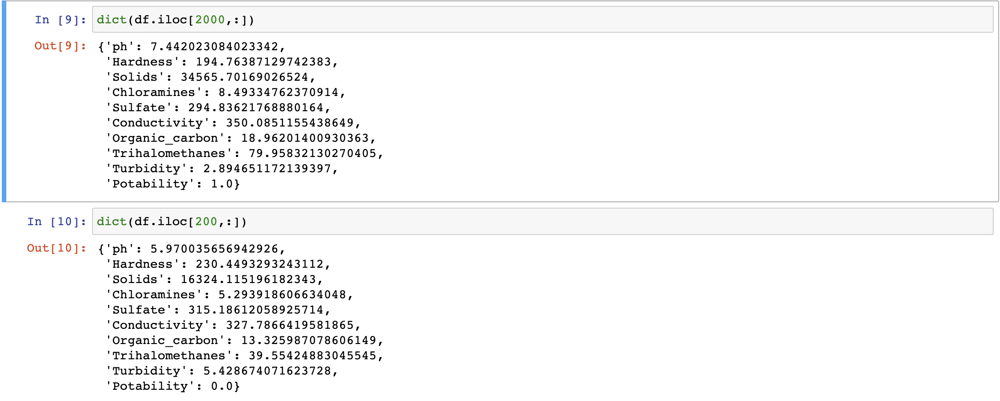 In [9]: dict(df.iloc[2000,:])
Out[9]: {'ph': 7.442023084023342,
'Hardness': 194.76387129742383,
'Solids': 34565.70169026524,
'Chloramines': 8.49334762370914,
'Sulfate': 294.83621768880164,
'Conductivity': 350.0851155438649,
'Organic_carbon': 18.96201400930363,
'Trihalomethanes': 79.95832130270405,
'Turbidity': 2.894651172139397,
'Potability': 1.0}
In [10]: dict(df.iloc[200,:])
Out[10]: {'ph': 5.970035656942926,
'Hardness': 230.4493293243112,
'Solids': 16324.115196182343,
'Chloramines': 5.293918606634048,
'Sulfate': 315.18612058925714,
'Conductivity': 327.7866419581865,
'Organic_carbon': 13.325987078606149,
'Trihalomethanes': 39.55424883045545,
'Turbidity': 5.428674071623728,
'Potability': 0.0}